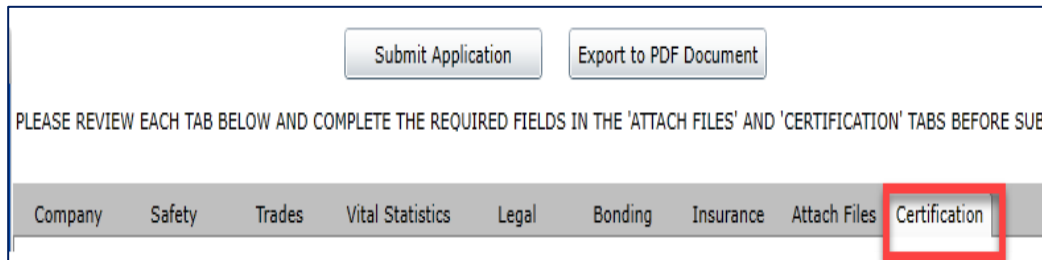 Submit Application Export to PDF Document
PLEASE REVIEW EACH TAB BELOW AND COMPLETE THE REQUIRED FIELDS IN THE 'ATTACH FILES' AND 'CERTIFICATION' TABS BEFORE SUB
Company Safety Trades Vital Statistics Legal Bonding Insurance Attach Files Certification